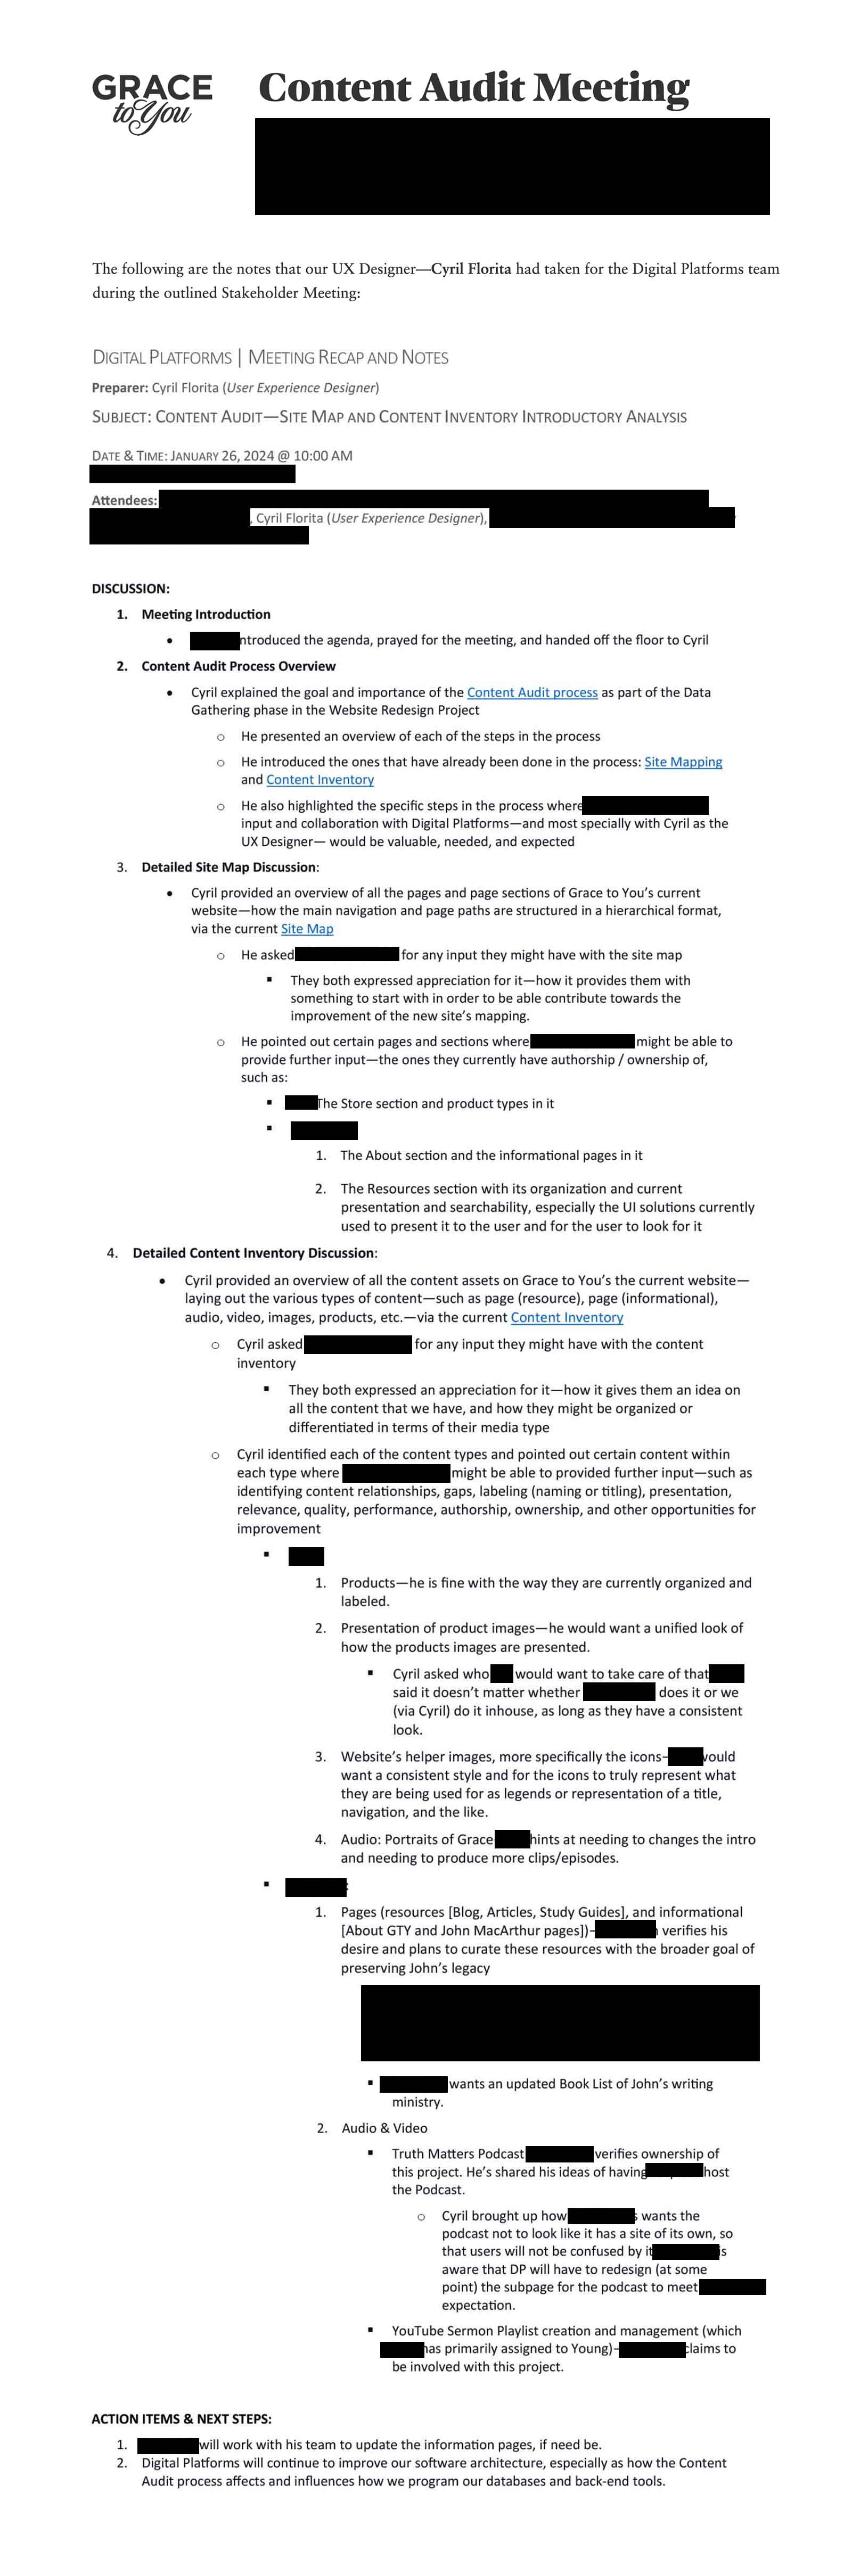 GRACE
to You
Content Audit Meeting
The following are the notes that our UX Designer—Cyril Florita had taken for the Digital Platforms team
during the outlined Stakeholder Meeting:
DIGITAL PLATFORMS | MEETING RECAP AND NOTES
Preparer: Cyril Florita (User Experience Designer)
SUBJECT: CONTENT AUDIT—SITE MAP AND CONTENT INVENTORY INTRODUCTORY ANALYSIS
DATE & TIME: JANUARY 26, 2024 @ 10:00 AM
Attendees:
, Cyril Florita (User Experience Designer),
DISCUSSION:
1. Meeting Introduction
• ntroduced the agenda, prayed for the meeting, and handed off the floor to Cyril
2. Content Audit Process Overview
• Cyril explained the goal and importance of the Content Audit process as part of the Data
Gathering phase in the Website Redesign Project
o He presented an overview of each of the steps in the process
o He introduced the ones that have already been done in the process: Site Mapping
and Content Inventory
o He also highlighted the specific steps in the process where
input and collaboration with Digital Platforms—and most specially with Cyril as the
UX Designer— would be valuable, needed, and expected
3. Detailed Site Map Discussion:
• Cyril provided an overview of all the pages and page sections of Grace to You's current
website—how the main navigation and page paths are structured in a hierarchical format,
via the current Site Map
o He asked for any input they might have with the site map
▪ They both expressed appreciation for it—how it provides them with
something to start with in order to be able contribute towards the
improvement of the new site's mapping.
o He pointed out certain pages and sections where might be able to
provide further input—the ones they currently have authorship / ownership of,
such as:
▪ The Store section and product types in it
▪
1. The About section and the informational pages in it
2. The Resources section with its organization and current
presentation and searchability, especially the UI solutions currently
used to present it to the user and for the user to look for it
4. Detailed Content Inventory Discussion:
• Cyril provided an overview of all the content assets on Grace to You's the current website—
laying out the various types of content—such as page (resource), page (informational),
audio, video, images, products, etc.—via the current Content Inventory
o Cyril asked for any input they might have with the content
inventory
▪ They both expressed an appreciation for it—how it gives them an idea on
all the content that we have, and how they might be organized or
differentiated in terms of their media type
o Cyril identified each of the content types and pointed out certain content within
each type where might be able to provided further input—such as
identifying content relationships, gaps, labeling (naming or titling), presentation,
relevance, quality, performance, authorship, ownership, and other opportunities for
improvement
▪
1. Products—he is fine with the way they are currently organized and
labeled.
2. Presentation of product images—he would want a unified look of
how the products images are presented.
▪ Cyril asked who would want to take care of that
said it doesn't matter whether does it or we
(via Cyril) do it inhouse, as long as they have a consistent
look.
3. Website's helper images, more specifically the icons– vould
want a consistent style and for the icons to truly represent what
they are being used for as legends or representation of a title,
navigation, and the like.
4. Audio: Portraits of Grace hints at needing to changes the intro
and needing to produce more clips/episodes.
▪ :
1. Pages (resources [Blog, Articles, Study Guides], and informational
[About GTY and John MacArthur pages])– verifies his
desire and plans to curate these resources with the broader goal of
preserving John's legacy
▪ wants an updated Book List of John's writing
ministry.
2. Audio & Video
▪ Truth Matters Podcast verifies ownership of
this project. He's shared his ideas of having host
the Podcast.
o Cyril brought up how s wants the
podcast not to look like it has a site of its own, so
that users will not be confused by it is
aware that DP will have to redesign (at some
point) the subpage for the podcast to meet
expectation.
▪ YouTube Sermon Playlist creation and management (which
has primarily assigned to Young)– claims to
be involved with this project.
ACTION ITEMS & NEXT STEPS:
1. will work with his team to update the information pages, if need be.
2. Digital Platforms will continue to improve our software architecture, especially as how the Content
Audit process affects and influences how we program our databases and back-end tools.